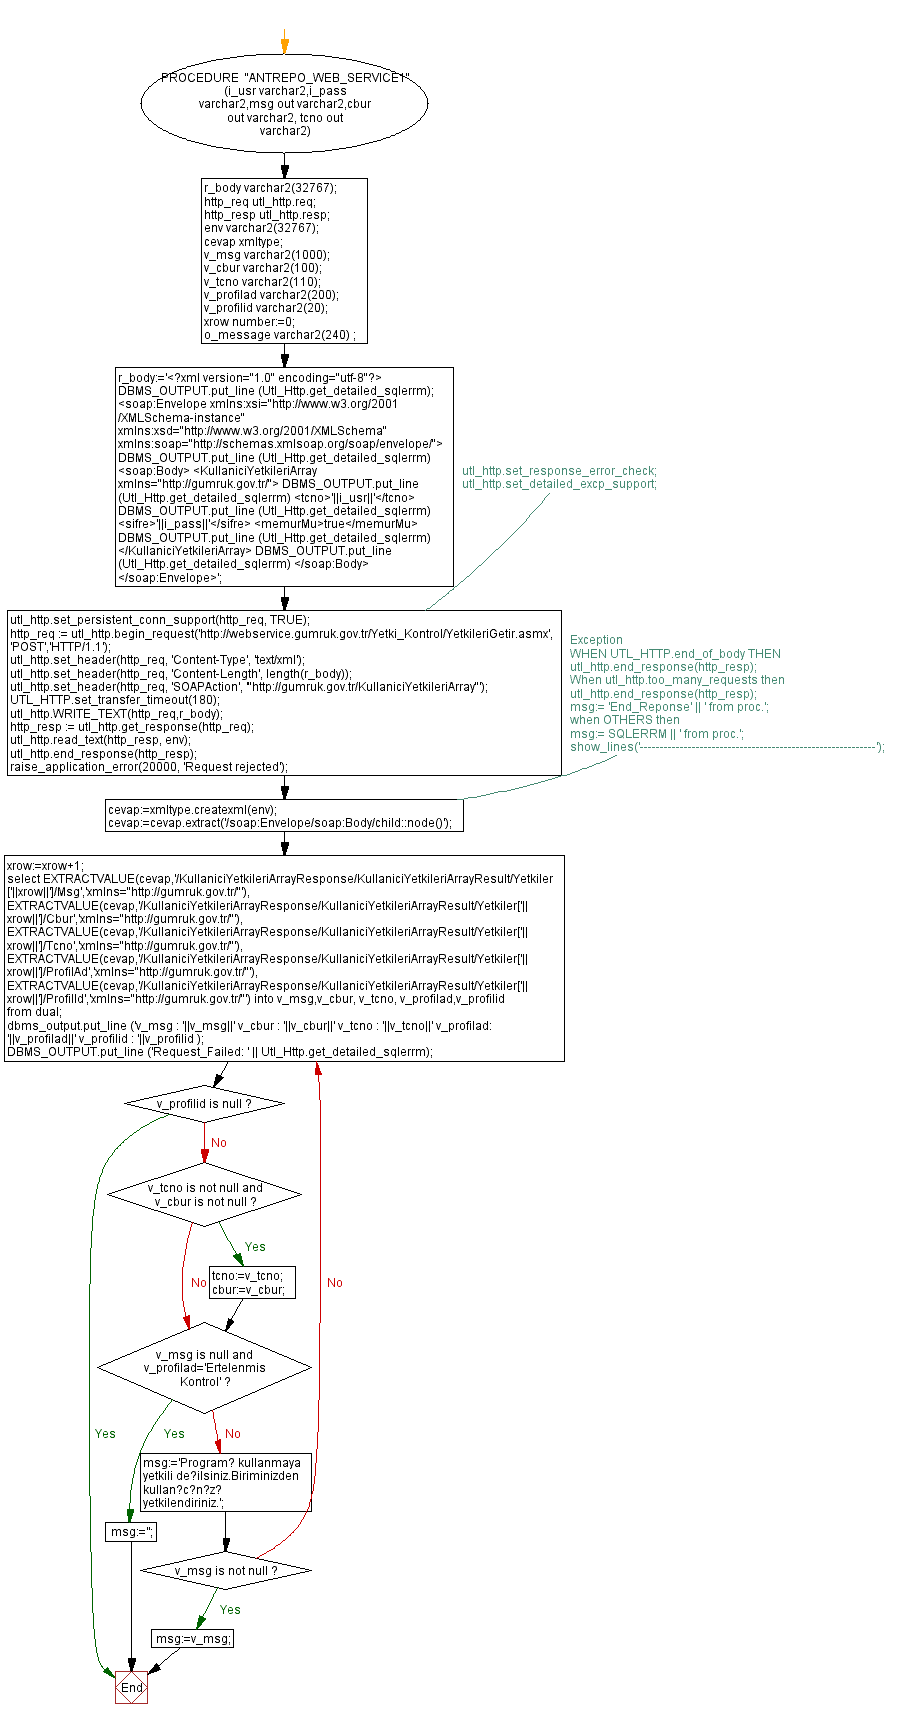 PROCEDURE "ANTREPO_WEB_SERVICE1"
(i_usr varchar2,i_pass
varchar2,msg out varchar2,cbur
out varchar2, tcno out
varchar2)
r_body varchar2(32767);
http_req utl_http.req;
http_resp utl_http.resp;
env varchar2(32767);
cevap xmltype;
v_msg varchar2(1000);
v_cbur varchar2(100);
v_tcno varchar2(110);
v_profilad varchar2(200);
v_profilid varchar2(20);
xrow number:=0;
o_message varchar2(240) ;
r_body:='<?xml version="1.0" encoding="utf-8"?>
DBMS_OUTPUT.put_line (Utl_Http.get_detailed_sqlerrm);
<soap:Envelope xmlns:xsi="http://www.w3.org/2001
/XMLSchema-instance"
xmlns:xsd="http://www.w3.org/2001/XMLSchema"
xmlns:soap="http://schemas.xmlsoap.org/soap/envelope/">
DBMS_OUTPUT.put_line (Utl_Http.get_detailed_sqlerrm)
<soap:Body> <KullaniciYetkileriArray
xmlns="http://gumruk.gov.tr/"> DBMS_OUTPUT.put_line
(Utl_Http.get_detailed_sqlerrm) <tcno>'||i_usr||'</tcno>
DBMS_OUTPUT.put_line (Utl_Http.get_detailed_sqlerrm)
<sifre>'||i_pass||'</sifre> <memurMu>true</memurMu>
DBMS_OUTPUT.put_line (Utl_Http.get_detailed_sqlerrm)
</KullaniciYetkileriArray> DBMS_OUTPUT.put_line
(Utl_Http.get_detailed_sqlerrm) </soap:Body>
</soap:Envelope>';
utl_http.set_response_error_check;
utl_http.set_detailed_excp_support;
utl_http.set_persistent_conn_support(http_req, TRUE);
http_req := utl_http.begin_request('http://webservice.gumruk.gov.tr/Yetki_Kontrol/YetkileriGetir.asmx',
'POST','HTTP/1.1');
utl_http.set_header(http_req, 'Content-Type', 'text/xml');
utl_http.set_header(http_req, 'Content-Length', length(r_body));
utl_http.set_header(http_req, 'SOAPAction', '"http://gumruk.gov.tr/KullaniciYetkileriArray"');
UTL_HTTP.set_transfer_timeout(180);
utl_http.WRITE_TEXT(http_req,r_body);
http_resp := utl_http.get_response(http_req);
utl_http.read_text(http_resp, env);
utl_http.end_response(http_resp);
raise_application_error(20000, 'Request rejected');
Exception
WHEN UTL_HTTP.end_of_body THEN
utl_http.end_response(http_resp);
When utl_http.too_many_requests then
utl_http.end_response(http_resp);
msg:= 'End_Reponse' || ' from proc.';
when OTHERS then
msg:= SQLERRM || ' from proc.';
show_lines('-----------------------------------------------------------');
cevap:=xmltype.createxml(env);
cevap:=cevap.extract('/soap:Envelope/soap:Body/child::node()');
xrow:=xrow+1;
select EXTRACTVALUE(cevap,'/KullaniciYetkileriArrayResponse/KullaniciYetkileriArrayResult/Yetkiler
['||xrow||']/Msg','xmlns="http://gumruk.gov.tr/"'),
EXTRACTVALUE(cevap,'/KullaniciYetkileriArrayResponse/KullaniciYetkileriArrayResult/Yetkiler['||
xrow||']/Cbur','xmlns="http://gumruk.gov.tr/"'),
EXTRACTVALUE(cevap,'/KullaniciYetkileriArrayResponse/KullaniciYetkileriArrayResult/Yetkiler['||
xrow||']/Tcno','xmlns="http://gumruk.gov.tr/"'),
EXTRACTVALUE(cevap,'/KullaniciYetkileriArrayResponse/KullaniciYetkileriArrayResult/Yetkiler['||
xrow||']/ProfilAd','xmlns="http://gumruk.gov.tr/"'),
EXTRACTVALUE(cevap,'/KullaniciYetkileriArrayResponse/KullaniciYetkileriArrayResult/Yetkiler['||
xrow||']/ProfilId','xmlns="http://gumruk.gov.tr/"') into v_msg,v_cbur, v_tcno, v_profilad,v_profilid
from dual;
dbms_output.put_line ('v_msg : '||v_msg||' v_cbur : '||v_cbur||' v_tcno : '||v_tcno||' v_profilad:
'||v_profilad||' v_profilid : '||v_profilid );
DBMS_OUTPUT.put_line ('Request_Failed: ' || Utl_Http.get_detailed_sqlerrm);
v_profilid is null ?
No
v_tcno is not null and
v_cbur is not null ?
Yes
No
tcno:=v_tcno;
cbur:=v_cbur;
No
v_msg is null and
v_profilad='Ertelenmis
Kontrol' ?
Yes
Yes
No
msg:='Program? kullanmaya
yetkili de?ilsiniz.Biriminizden
kullan?c?n?z?
yetkilendiriniz.';
msg:='';
v_msg is not null ?
Yes
msg:=v_msg;
End